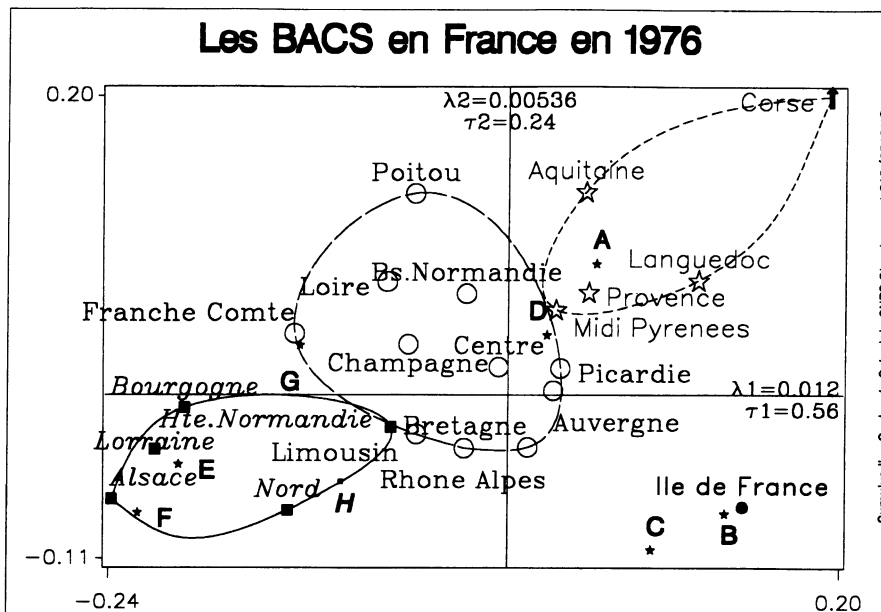 Les BACS en France en 1976
0.20
λ2=0.00536
τ2=0.24
Corse
Poitou
Aquitaine
A
Languedoc
Loire
Bs.Normandie
Provence
Franche Comte
D
Midi Pyrenees
Champagne
Centre
Picardie
Bourgogne
G
λ1=0.012
τ1=0.56
Hte.Normandie
Bretagne
Auvergne
Lorraine
Limousin
Alsace
E
Nord
H
Rhone Alpes
Ile de France
F
C
B
-0.11
-0.24
0.20